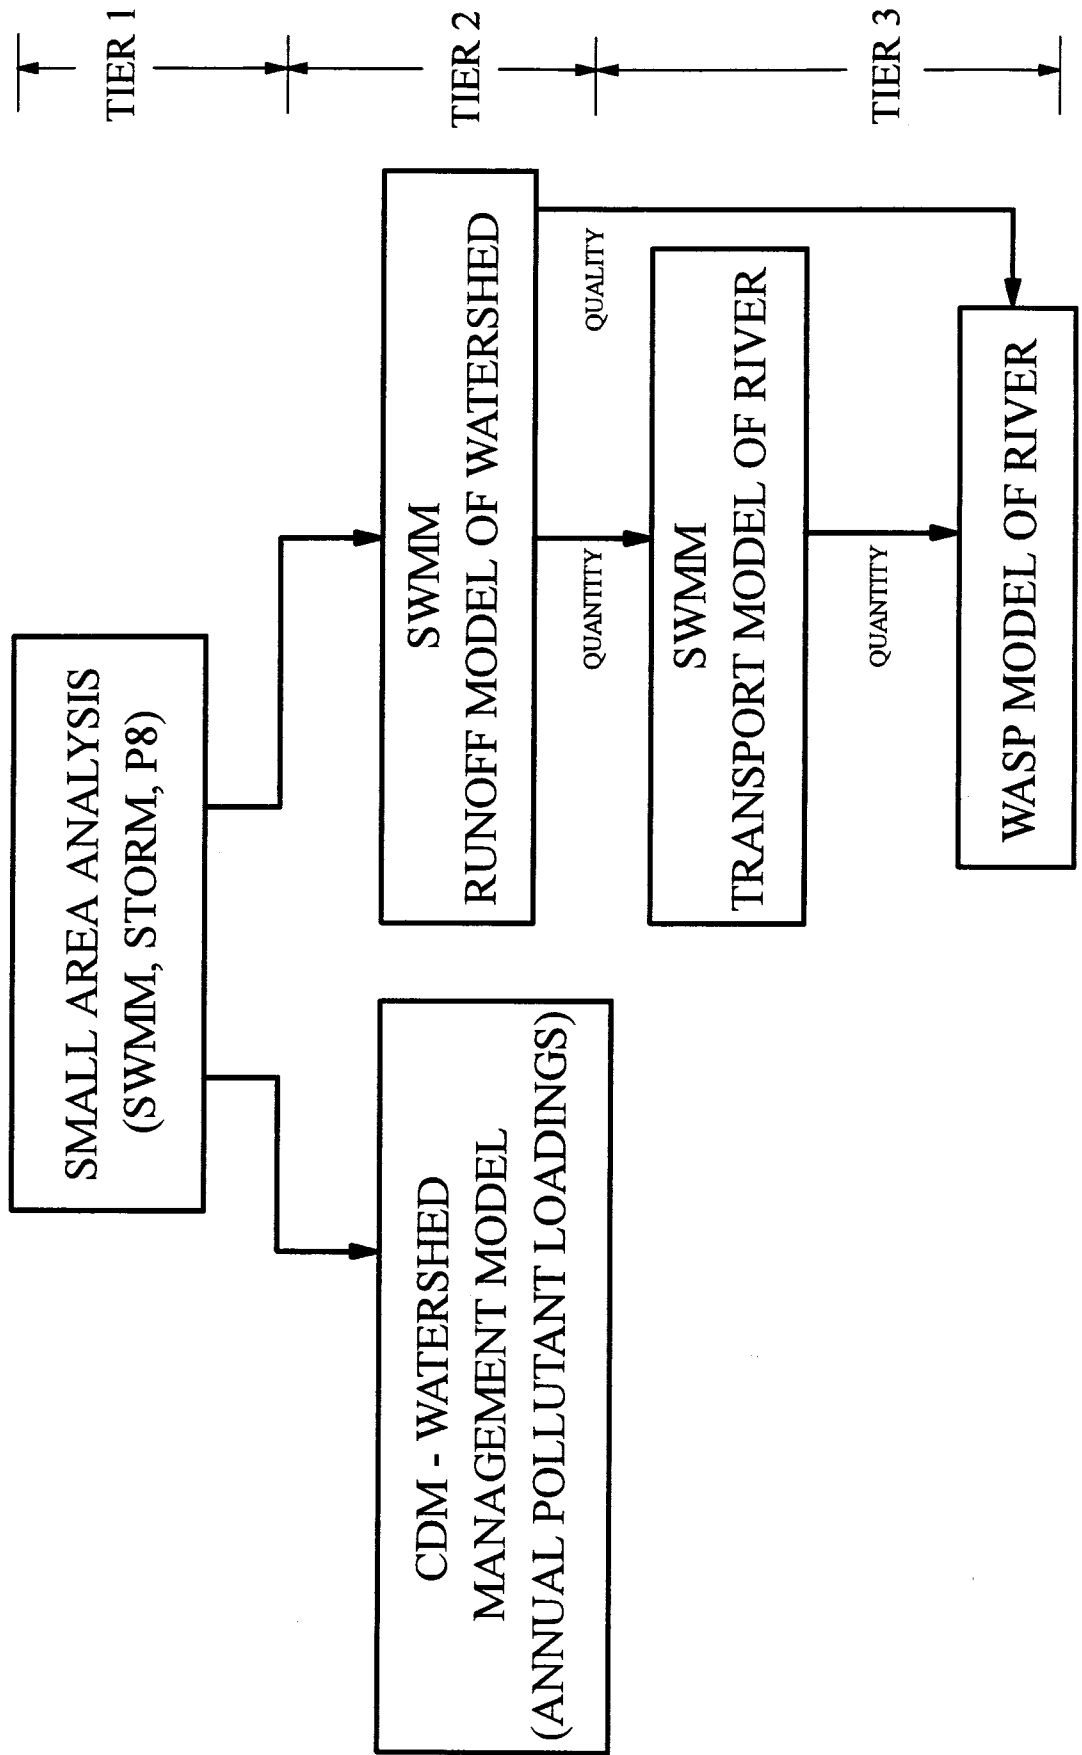 SMALL AREA ANALYSIS
(SWMM, STORM, P8)
TIER 1
CDM - WATERSHED
MANAGEMENT MODEL
(ANNUAL POLLUTANT LOADINGS)
SWMM
RUNOFF MODEL OF WATERSHED
TIER 2
QUANTITY
QUALITY
SWMM
TRANSPORT MODEL OF RIVER
QUANTITY
TIER 3
WASP MODEL OF RIVER